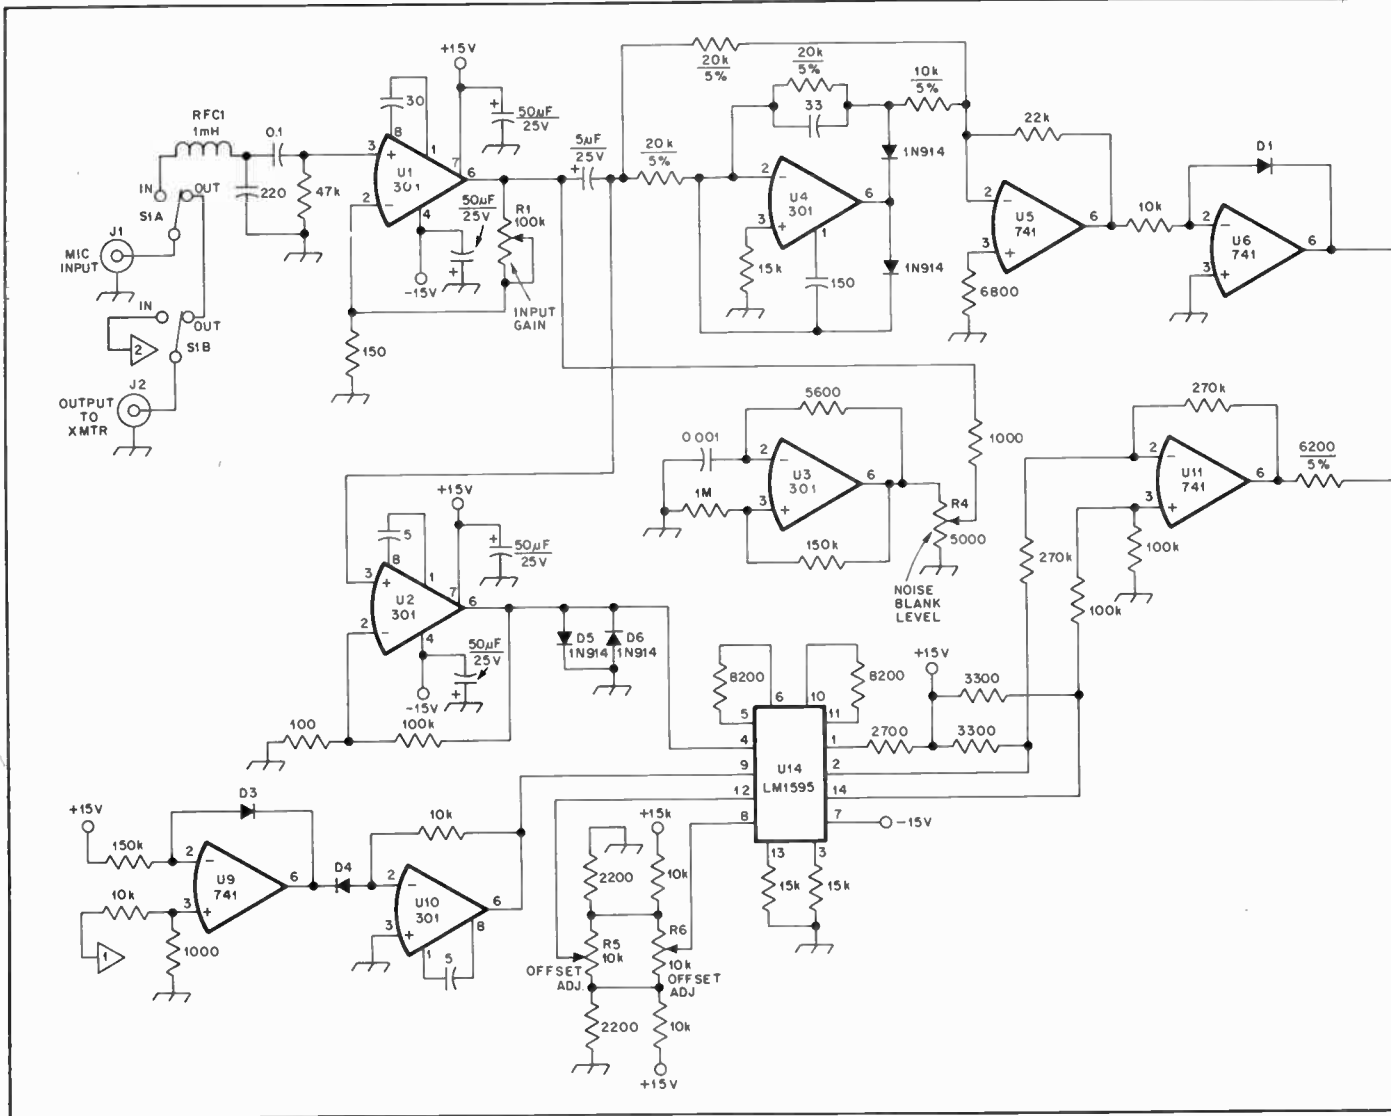 +15V
20k
5%
20k
5%
10k
5%
RFC1
1mH
0.1
30
50µF
25V
5µF
25V
20k
5%
33
22k
D1
8
1
3
+
U1
301
7
6
2
-
4
1N914
IN
OUT
S1A
220
47k
50µF
25V
R1
100k
2
-
U4
301
6
3
+
1
2
-
U5
741
6
3
+
10k
2
-
U6
741
6
3
+
J1
MIC
INPUT
-15V
INPUT
GAIN
15k
150
1N914
6800
IN
OUT
S1B
2
150
J2
OUTPUT
TO
XMTR
5600
0.001
2
-
U3
301
6
3
+
1M
150k
1000
R4
5000
NOISE
BLANK
LEVEL
270k
2
-
U11
741
6
3
+
6200
5%
100k
270k
100k
+15V
5
50µF
25V
8
1
3
+
U2
301
7
6
2
-
4
50µF
25V
-15V
D5
1N914
D6
1N914
100
100k
8200
6
10
8200
+15V
3300
5
11
4
1
2700
3300
9
U14
LM1595
2
12
14
8
7
-15V
13
3
15k
15k
D3
+15V
150k
2
-
U9
741
6
3
+
10k
1
1000
D4
10k
2
-
U10
301
6
3
+
1
8
5
+15k
2200
10k
R5
10k
R6
10k
OFFSET
ADJ.
OFFSET
ADJ
2200
10k
+15V